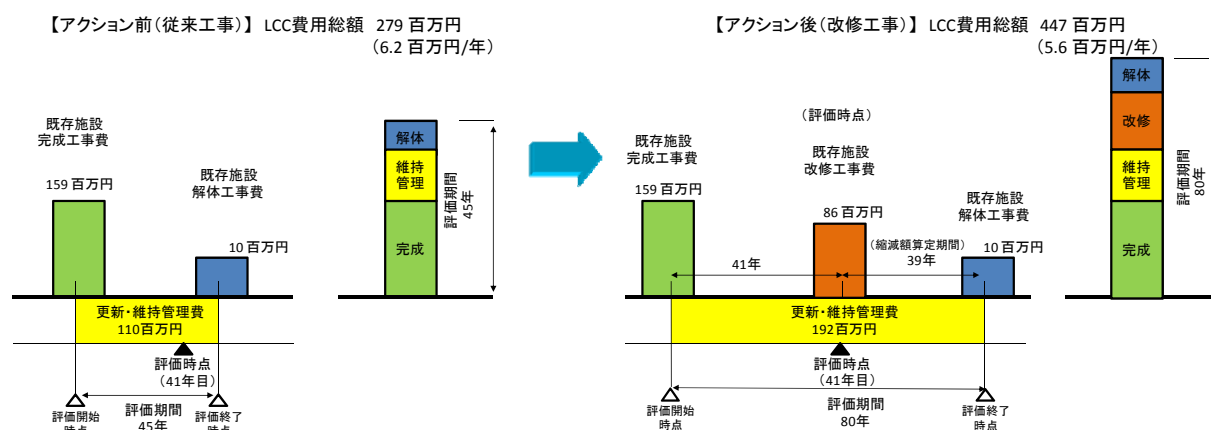 【アクション前（従来工事）】 LCC費用総額 279 百万円
（6.2 百万円/年）
既存施設
完成工事費
159 百万円
既存施設
解体工事費
10 百万円
解体
維持
管理
完成
評価期間
45年
更新・維持管理費
110百万円
評価時点
（41年目）
評価期間
45年
評価開始
時点
評価終了
時点
【アクション後（改修工事）】 LCC費用総額 447 百万円
（5.6 百万円/年）
既存施設
完成工事費
159 百万円
（評価時点）
既存施設
改修工事費
86 百万円
既存施設
解体工事費
10 百万円
41年
（縮減額算定期間）
39年
解体
改修
維持
管理
完成
評価期間
80年
更新・維持管理費
192百万円
評価時点
（41年目）
評価期間
80年
評価開始
時点
評価終了
時点